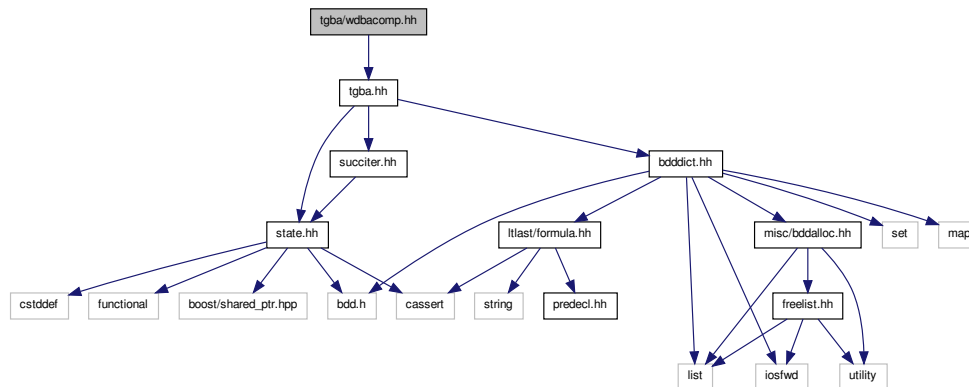 tgba/wdbacomp.hh
tgba.hh
succiter.hh
bdddict.hh
state.hh
ltlast/formula.hh
misc/bddalloc.hh
set
map
cstddef
functional
boost/shared_ptr.hpp
bdd.h
cassert
string
predecl.hh
freelist.hh
list
iosfwd
utility